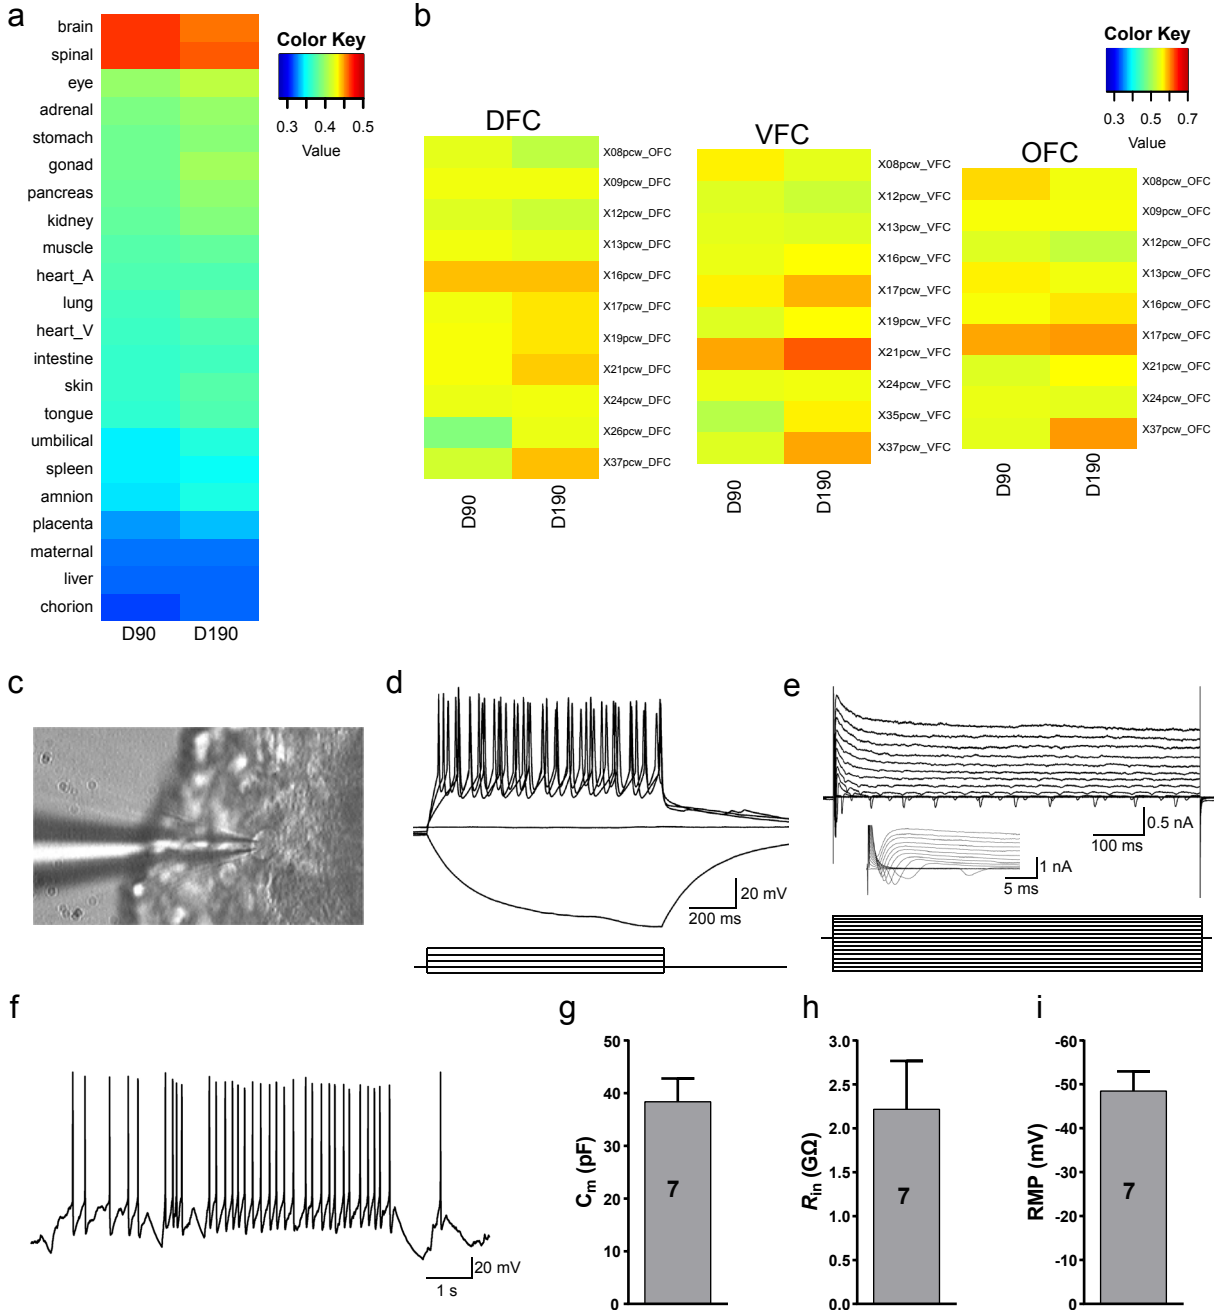 a
brain
spinal
eye
adrenal
stomach
gonad
pancreas
kidney
muscle
heart_A
lung
heart_V
intestine
skin
tongue
umbilical
spleen
amnion
placenta
maternal
liver
chorion
D90 D190
Color Key
0.3 0.4 0.5
Value
b
Color Key
0.3 0.5 0.7
Value
DFC
X08pcw_OFC
X09pcw_DFC
X12pcw_DFC
X13pcw_DFC
X16pcw_DFC
X17pcw_DFC
X19pcw_DFC
X21pcw_DFC
X24pcw_DFC
X26pcw_DFC
X37pcw_DFC
D90
D190
VFC
X08pcw_VFC
X12pcw_VFC
X13pcw_VFC
X16pcw_VFC
X17pcw_VFC
X19pcw_VFC
X21pcw_VFC
X24pcw_VFC
X35pcw_VFC
X37pcw_VFC
D90
D190
OFC
X08pcw_OFC
X09pcw_OFC
X12pcw_OFC
X13pcw_OFC
X16pcw_OFC
X17pcw_OFC
X21pcw_OFC
X24pcw_OFC
X37pcw_OFC
D90
D190
c
d
20 mV
200 ms
e
0.5 nA
100 ms
1 nA
5 ms
f
20 mV
1 s
g
50
40
30
20
10
0
Cm (pF)
7
h
3.0
2.5
2.0
1.5
1.0
0.5
0.0
Rin (GΩ)
7
i
-60
-50
-40
-30
-20
-10
0
RMP (mV)
7